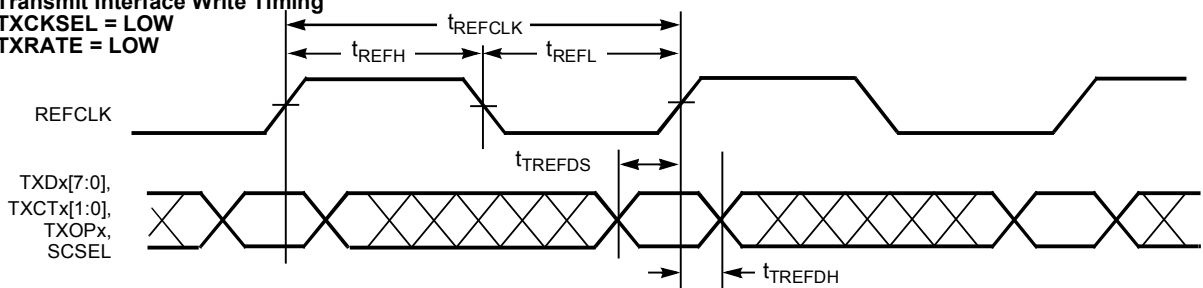 Transmit Interface Write Timing
TXCKSEL = LOW
TXRATE = LOW
tREFCLK
tREFH
tREFL
REFCLK
tTREFDS
TXDx[7:0],
TXCTx[1:0],
TXOPx,
SCSEL
tTREFDH